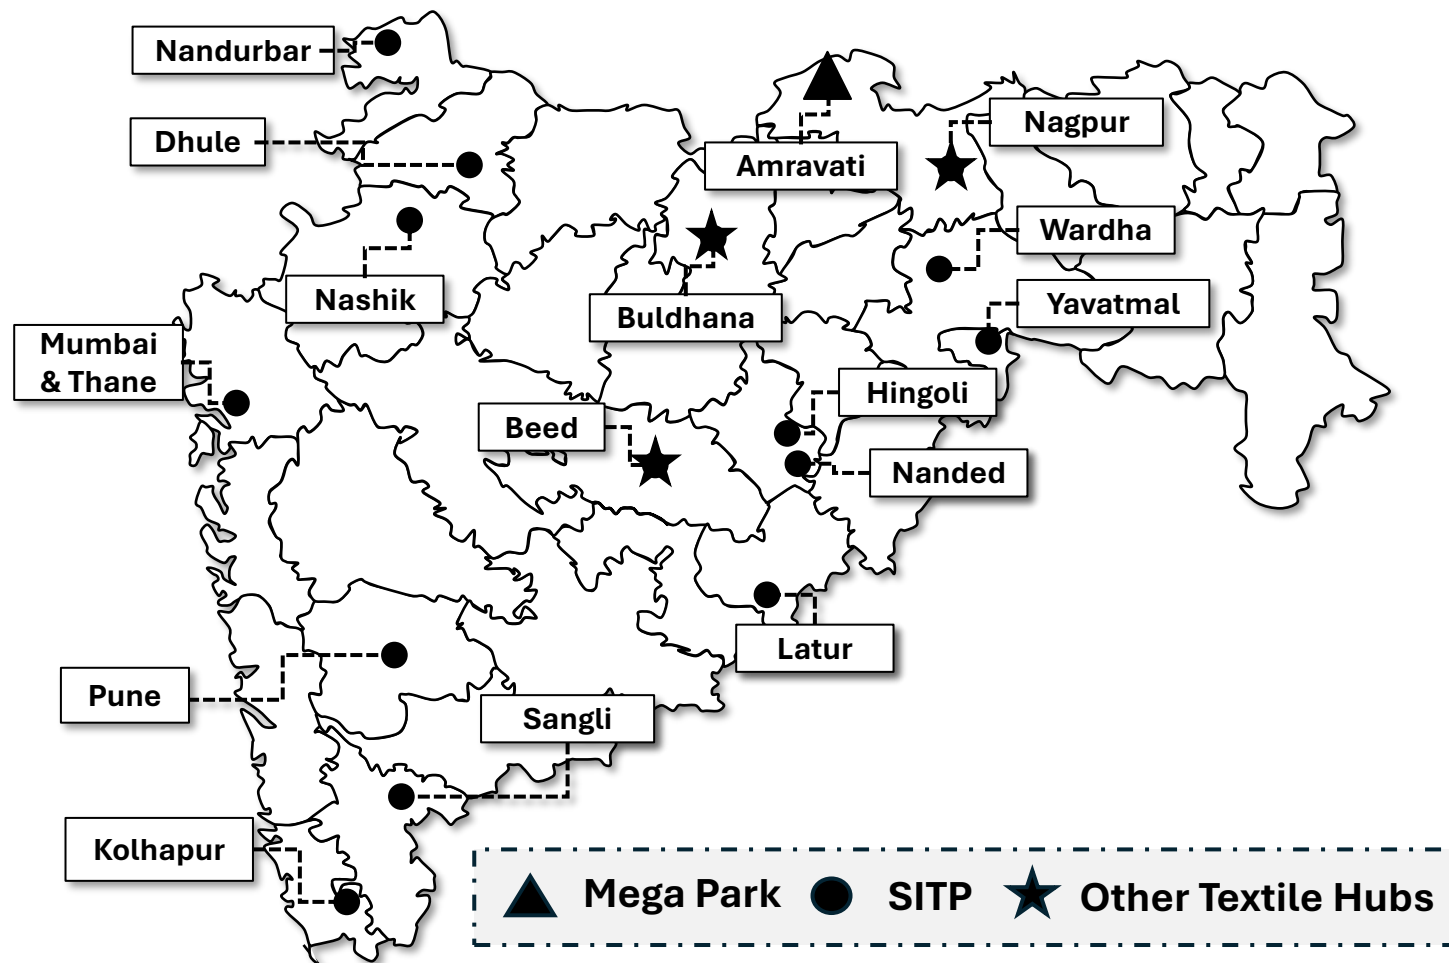 Nandurbar
Dhule
Nagpur
Amravati
Wardha
Nashik
Yavatmal
Buldhana
Mumbai
& Thane
Hingoli
Beed
Nanded
Latur
Pune
Sangli
Kolhapur
Mega Park
SITP
Other Textile Hubs